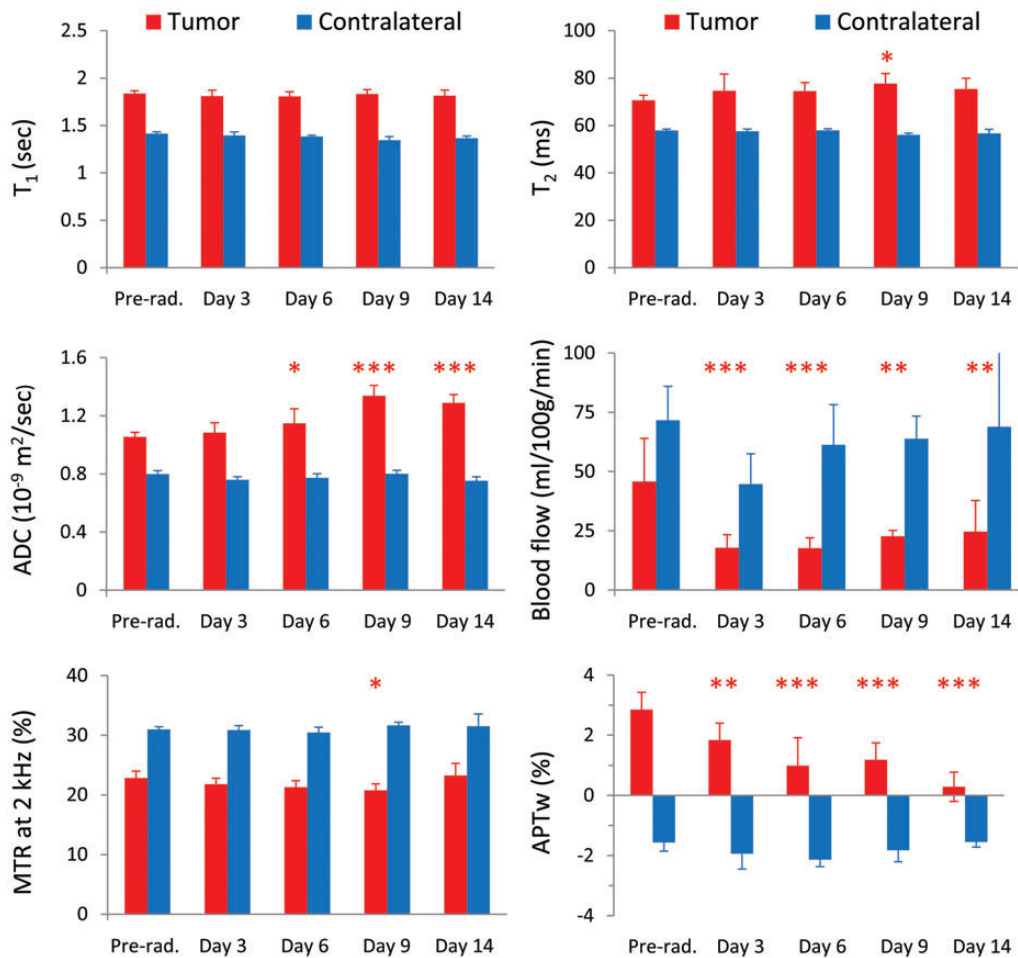 Tumor Contralateral
2.5
2
1.5
1
0.5
0
T1 (sec)
Pre-rad. Day 3 Day 6 Day 9 Day 14
Tumor Contralateral
100
80
60
40
20
0
T2 (ms)
*
Pre-rad. Day 3 Day 6 Day 9 Day 14
1.6
1.2
0.8
0.4
0
ADC (10-9 m2/sec)
* *** ***
Pre-rad. Day 3 Day 6 Day 9 Day 14
100
75
50
25
0
Blood flow (ml/100g/min)
*** *** ** **
Pre-rad. Day 3 Day 6 Day 9 Day 14
40
30
20
10
0
MTR at 2 kHz (%)
*
Pre-rad. Day 3 Day 6 Day 9 Day 14
4
2
0
-2
-4
APTw (%)
** *** *** ***
Pre-rad. Day 3 Day 6 Day 9 Day 14